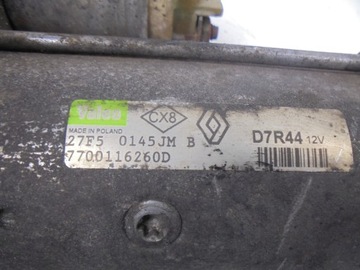 Valeo
MADE IN POLAND
CX8
D7R44 12V
27F5 0145JM B
7700116260D